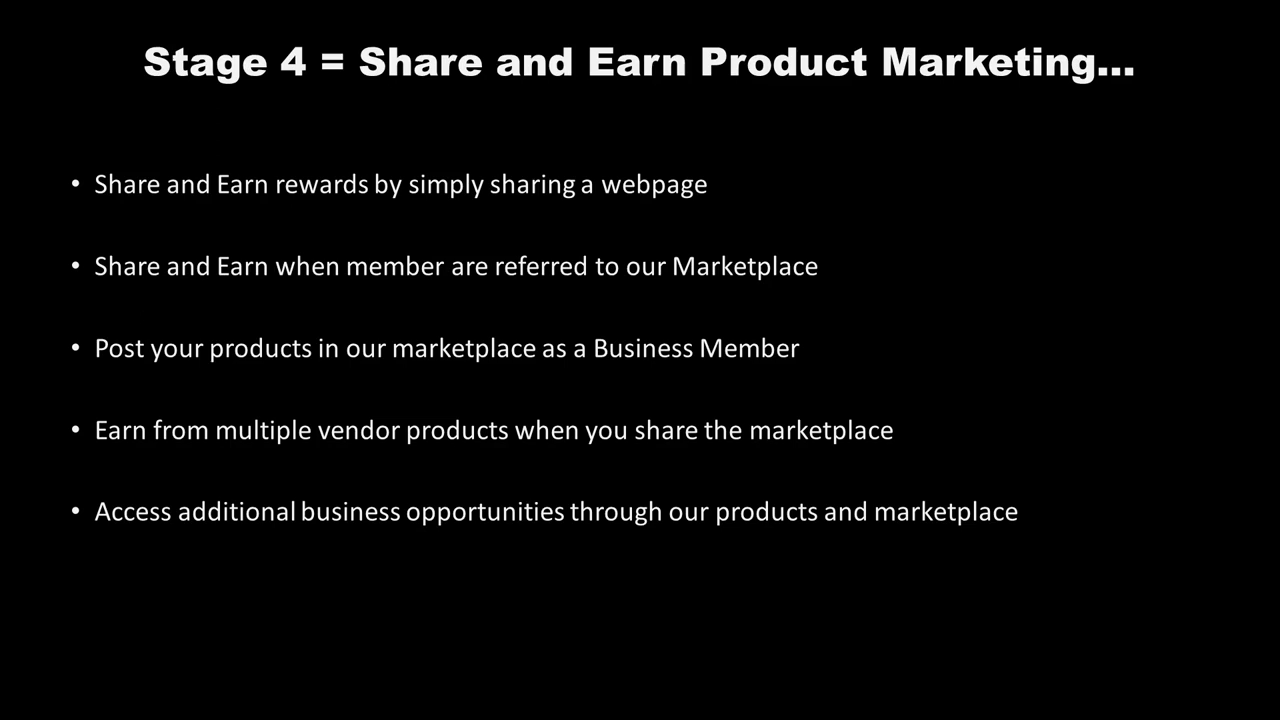 Stage 4 = Share and Earn Product Marketing...
• Share and Earn rewards by simply sharing a webpage
• Share and Earn when member are referred to our Marketplace
• Post your products in our marketplace as a Business Member
• Earn from multiple vendor products when you share the marketplace
• Access additional business opportunities through our products and marketplace